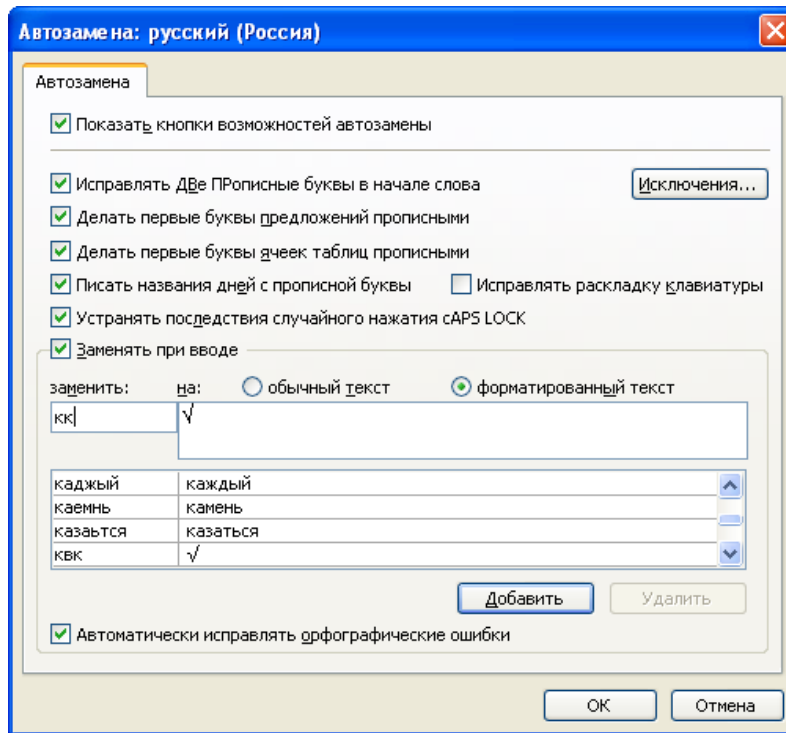 Автозамена: русский (Россия)
Автозамена
Показать кнопки возможностей автозамены
Исправлять ДВе ПРописные буквы в начале слова Исключения...
Делать первые буквы предложений прописными
Делать первые буквы ячеек таблиц прописными
Писать названия дней с прописной буквы Исправлять раскладку клавиатуры
Устранять последствия случайного нажатия cAPS LOCK
Заменять при вводе
заменить: на: обычный текст форматированный текст
кк √
каджый каждый
каемнь камень
казаьтся казаться
квк √
Добавить Удалить
Автоматически исправлять орфографические ошибки
ОК Отмена